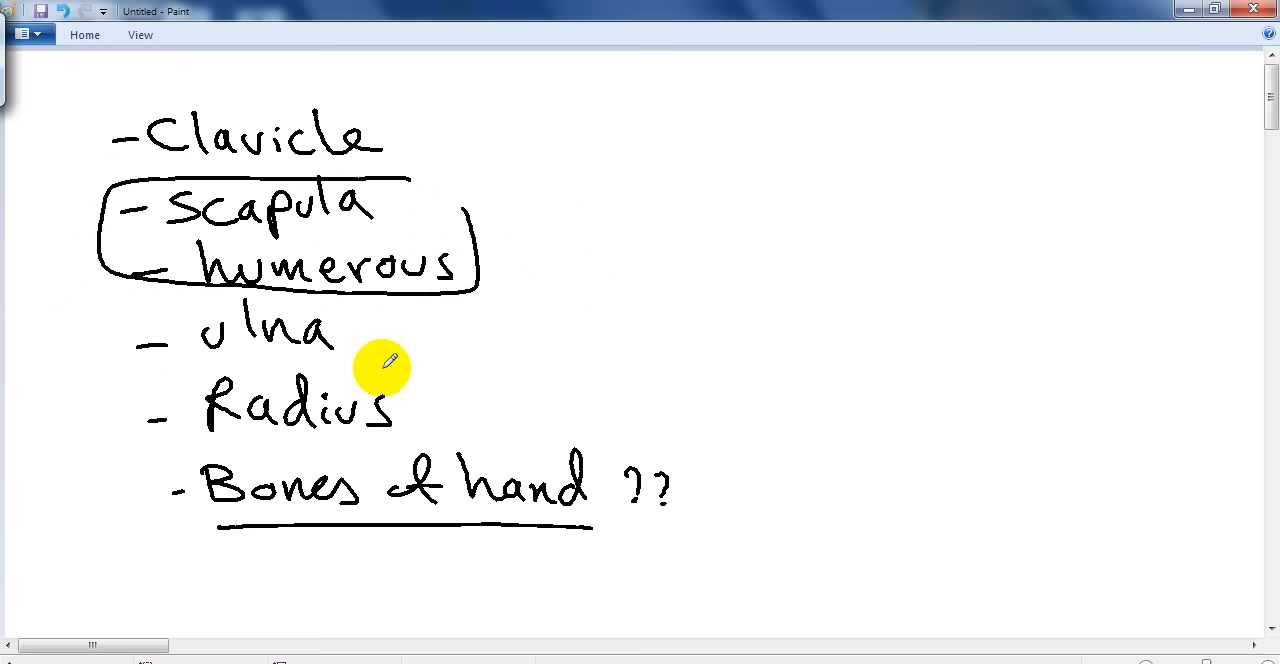 Untitled - Paint
Home View
- Clavicle
- Scapula
- humerous
- ulna
- Radius
- Bones of hand ??